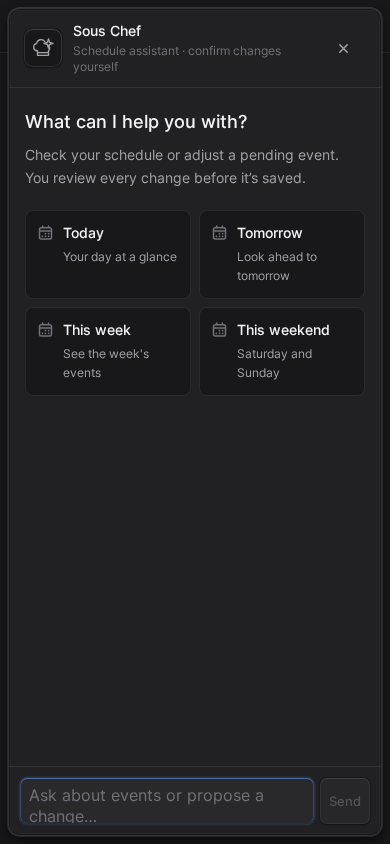 Sous Chef
Schedule assistant · confirm changes
yourself
What can I help you with?
Check your schedule or adjust a pending event.
You review every change before it’s saved.
Today
Your day at a glance
Tomorrow
Look ahead to
tomorrow
This week
See the week's
events
This weekend
Saturday and
Sunday
Ask about events or propose a
change...
Send